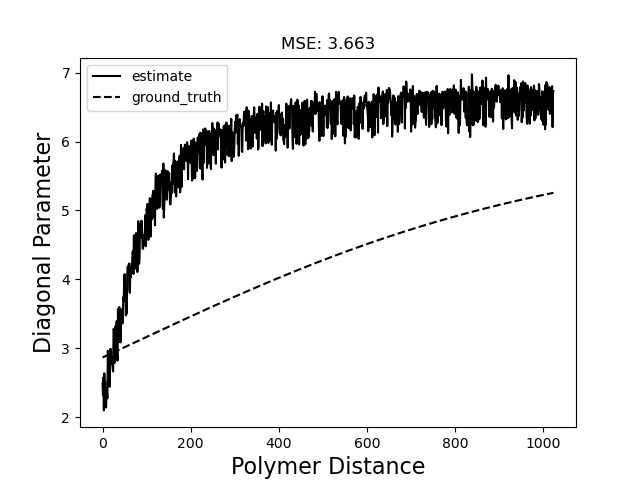 MSE: 3.663
estimate
ground_truth
7
6
5
4
3
2
Diagonal Parameter
0 200 400 600 800 1000
Polymer Distance